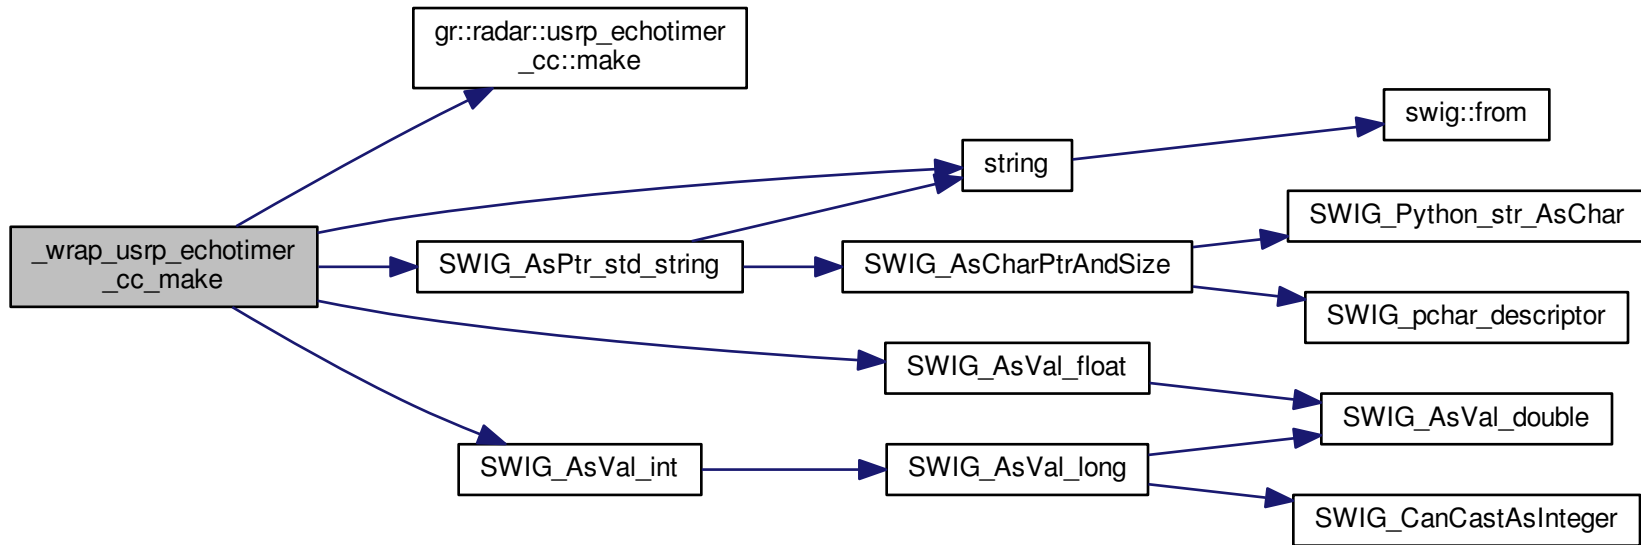 gr::radar::usrp_echotimer
_cc::make
swig::from
string
SWIG_Python_str_AsChar
_wrap_usrp_echotimer
_cc_make
SWIG_AsPtr_std_string
SWIG_AsCharPtrAndSize
SWIG_pchar_descriptor
SWIG_AsVal_float
SWIG_AsVal_double
SWIG_AsVal_int
SWIG_AsVal_long
SWIG_CanCastAsInteger